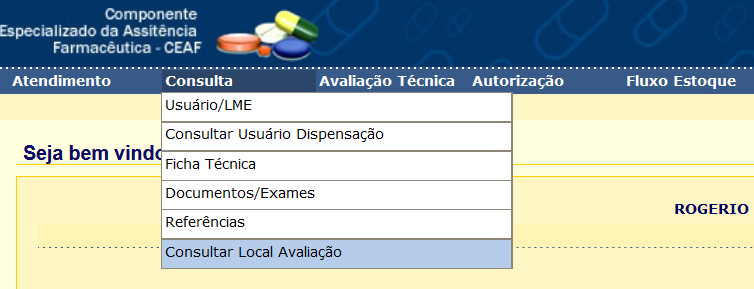 Componente
Especializado da Assitência
Farmacêutica - CEAF
Atendimento Consulta Avaliação Técnica Autorização Fluxo Estoque
Usuário/LME
Consultar Usuário Dispensação
Seja bem vindo
Ficha Técnica
Documentos/Exames
ROGERIO
Referências
Consultar Local Avaliação